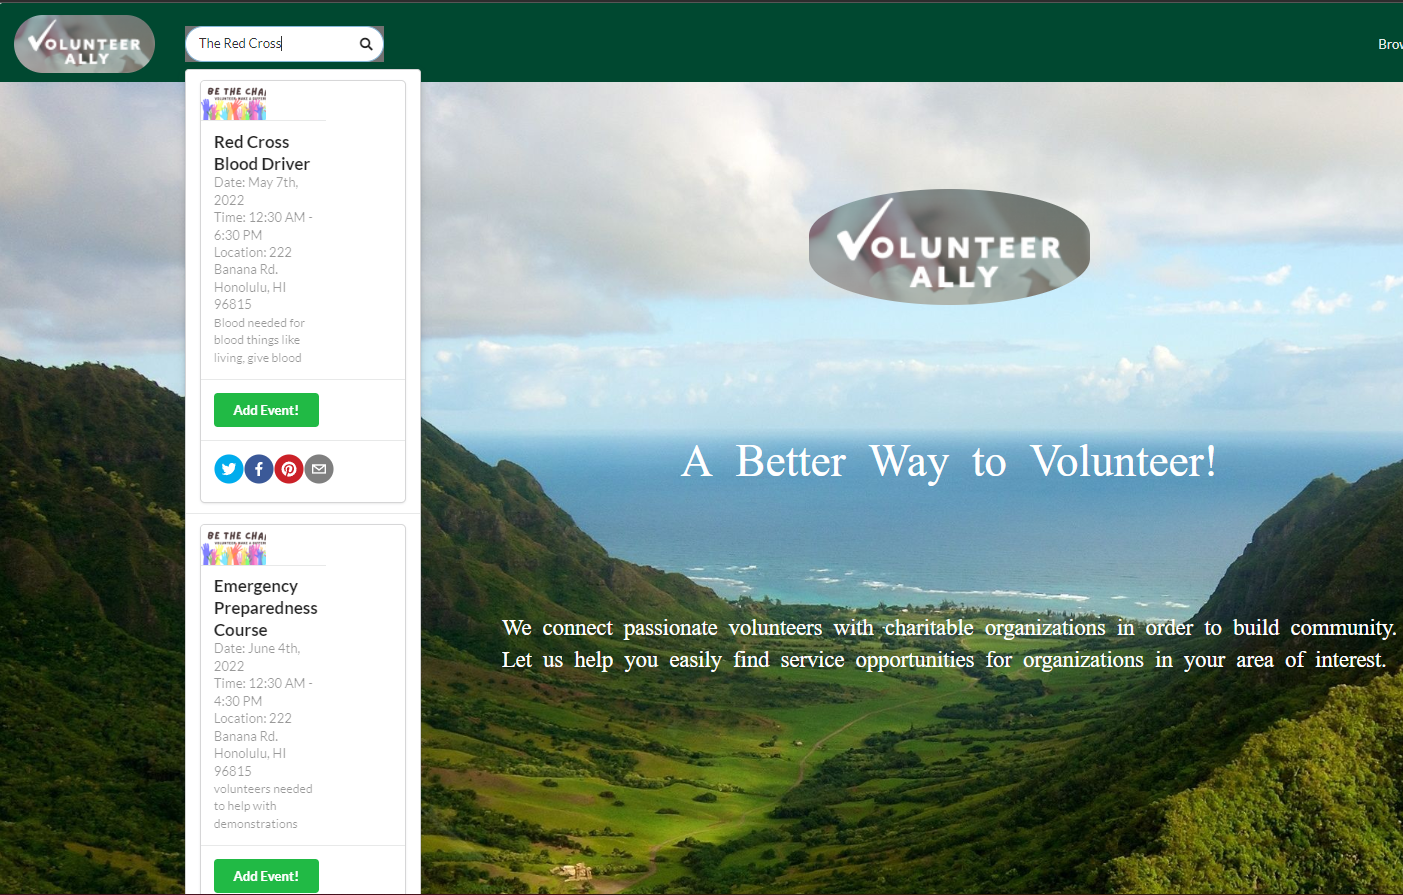 VOLUNTEER
ALLY
The Red Cross
Brow
BE THE CHA
Red Cross
Blood Driver
Date: May 7th,
2022
Time: 12:30 AM -
6:30 PM
Location: 222
Banana Rd.
Honolulu, HI
96815
Blood needed for
blood things like
living, give blood
Add Event!
BE THE CHA
Emergency
Preparedness
Course
Date: June 4th,
2022
Time: 12:30 AM -
4:30 PM
Location: 222
Banana Rd.
Honolulu, HI
96815
volunteers needed
to help with
demonstrations
Add Event!
VOLUNTEER
ALLY
A Better Way to Volunteer!
We connect passionate volunteers with charitable organizations in order to build community.
Let us help you easily find service opportunities for organizations in your area of interest.